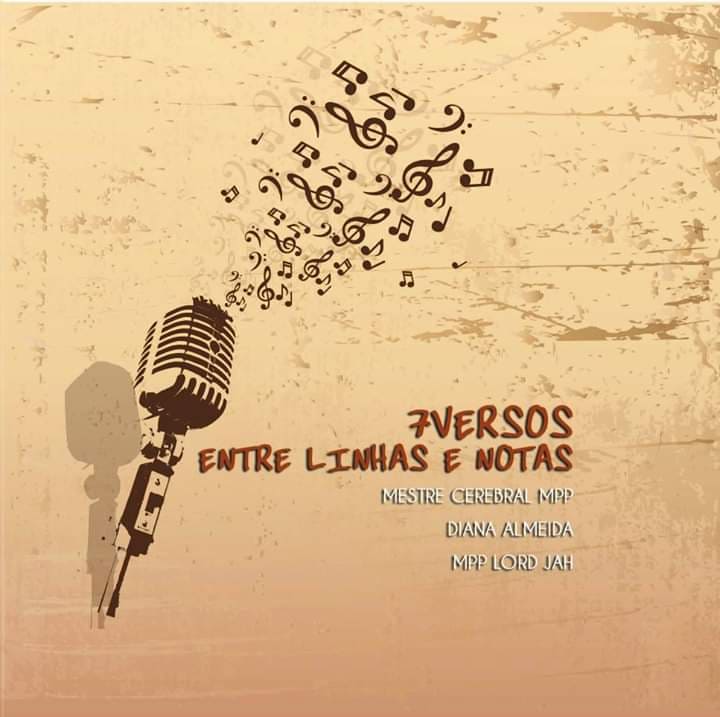 7VERSOS
ENTRE LINHAS E NOTAS
MESTRE CEREBRAL MPP
DIANA ALMEIDA
MPP LORD JAH